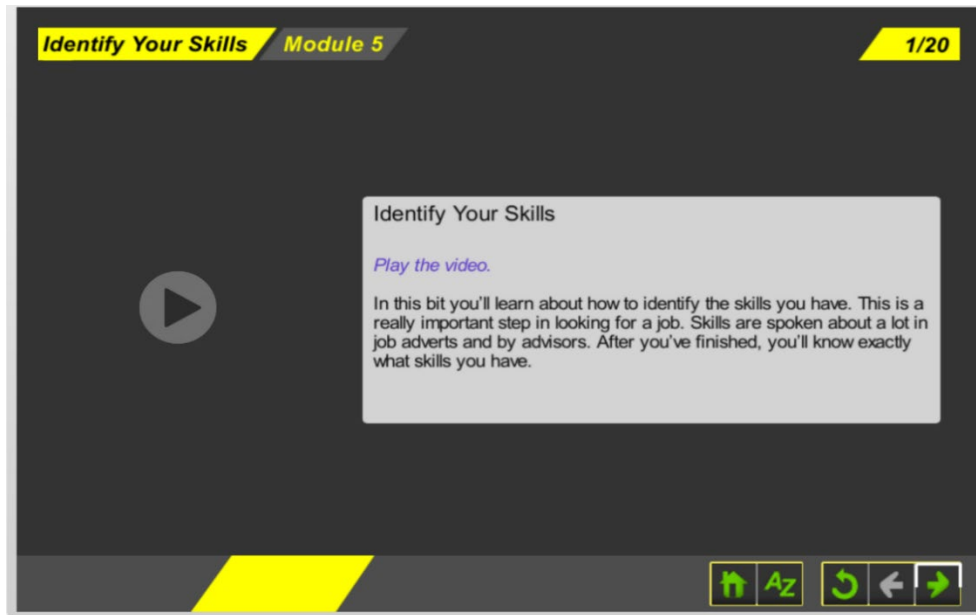 Identify Your Skills Module 5 1/20
Identify Your Skills
Play the video.
In this bit you'll learn about how to identify the skills you have. This is a
really important step in looking for a job. Skills are spoken about a lot in
job adverts and by advisors. After you've finished, you'll know exactly
what skills you have.
AZ